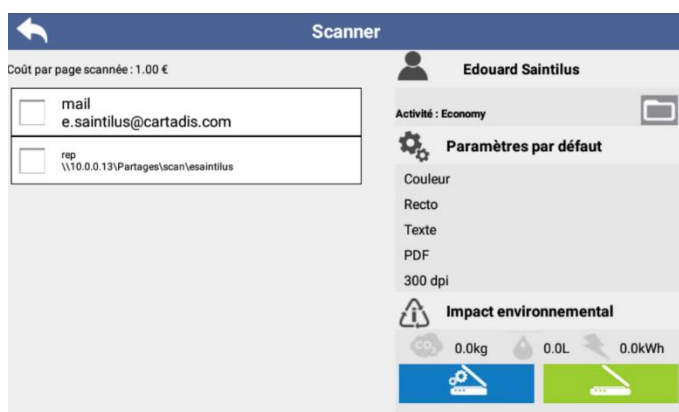 Scanner
Coût par page scannée : 1.00 €
mail
e.saintilus@cartadis.com
rep
\\10.0.0.13\Partages\scan\esaintilus
Edouard Saintilus
Activité : Economy
Paramètres par défaut
Couleur
Recto
Texte
PDF
300 dpi
Impact environnemental
CO₂ 0.0kg 0.0L 0.0kWh